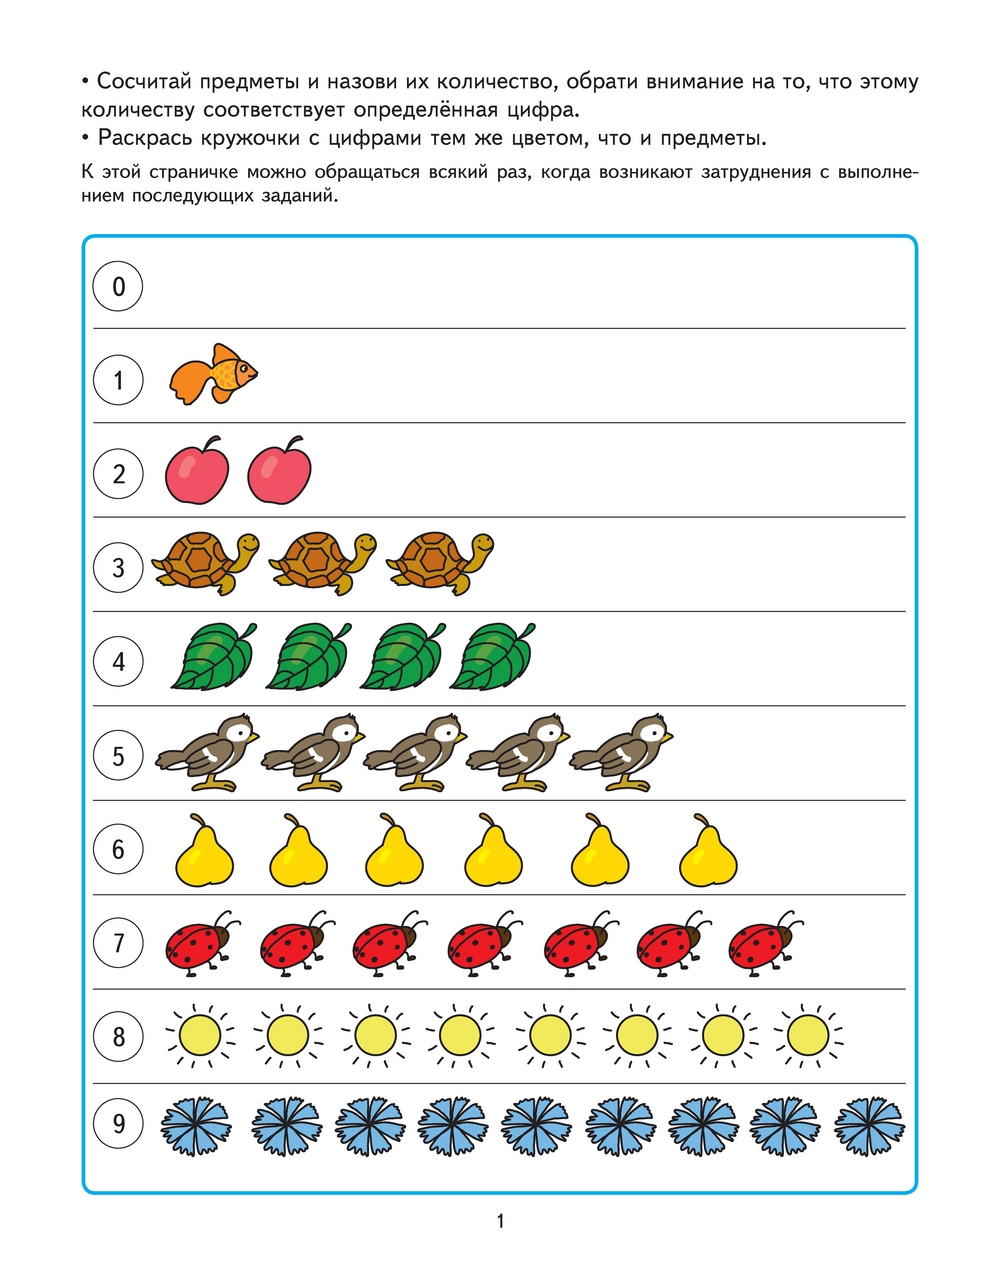 • Сосчитай предметы и назови их количество, обрати внимание на то, что этому
количеству соответствует определённая цифра.
• Раскрась кружочки с цифрами тем же цветом, что и предметы.
К этой страничке можно обращаться всякий раз, когда возникают затруднения с выполне-
нием последующих заданий.
0
1
2
3
4
5
6
7
8
9
1